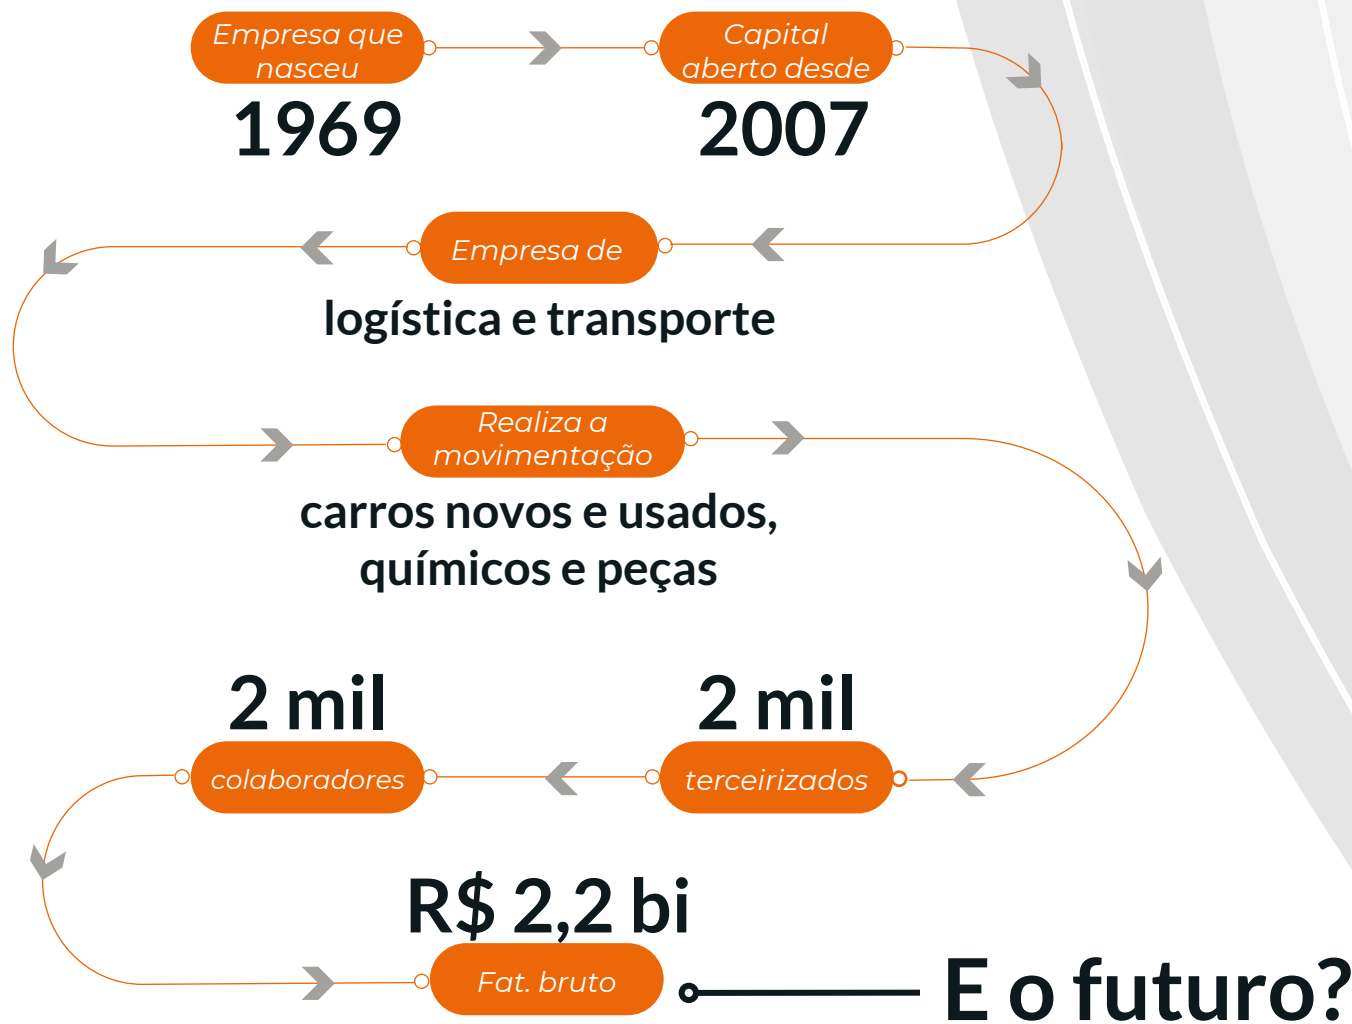 Empresa que
nasceu
1969
Capital
aberto desde
2007
Empresa de
logística e transporte
Realiza a
movimentação
carros novos e usados,
químicos e peças
2 mil
terceirizados
2 mil
colaboradores
R$ 2,2 bi
Fat. bruto
E o futuro?